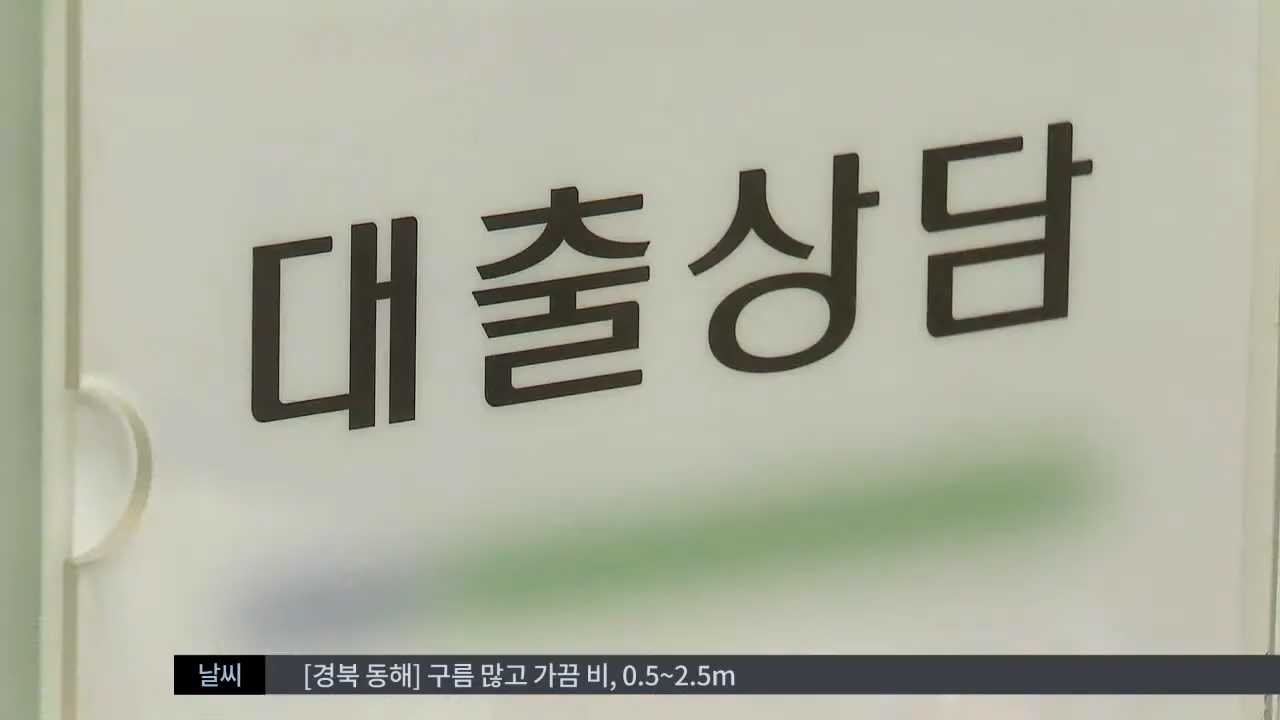 대출상담
날씨 [경북 동해] 구름 많고 가끔 비, 0.5~2.5m